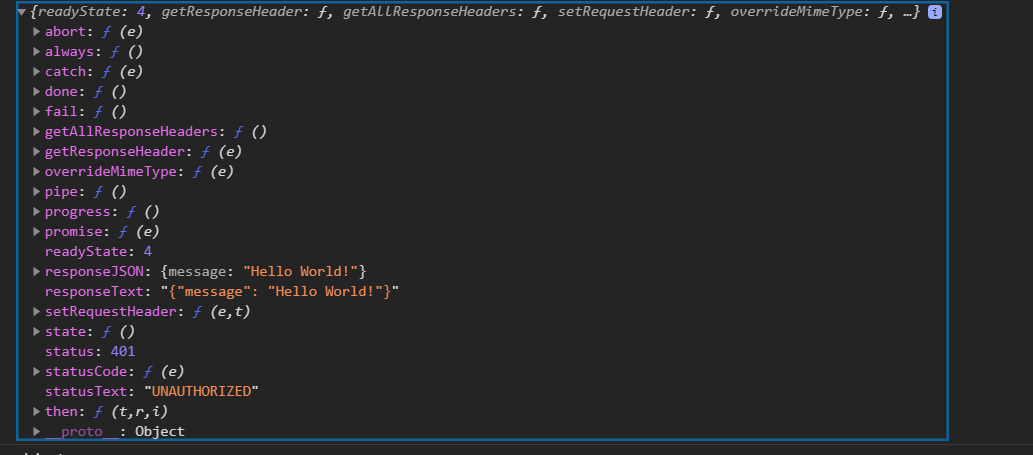 ▼{readyState: 4, getResponseHeader: ƒ, getAllResponseHeaders: ƒ, setRequestHeader: ƒ, overrideMimeType: ƒ, …} i
▶ abort: ƒ (e)
▶ always: ƒ ()
▶ catch: ƒ (e)
▶ done: ƒ ()
▶ fail: ƒ ()
▶ getAllResponseHeaders: ƒ ()
▶ getResponseHeader: ƒ (e)
▶ overrideMimeType: ƒ (e)
▶ pipe: ƒ ()
▶ progress: ƒ ()
▶ promise: ƒ (e)
readyState: 4
▶ responseJSON: {message: "Hello World!"}
responseText: "{"message": "Hello World!"}"
▶ setRequestHeader: ƒ (e,t)
▶ state: ƒ ()
status: 401
▶ statusCode: ƒ (e)
statusText: "UNAUTHORIZED"
▶ then: ƒ (t,r,i)
▶ __proto__: Object